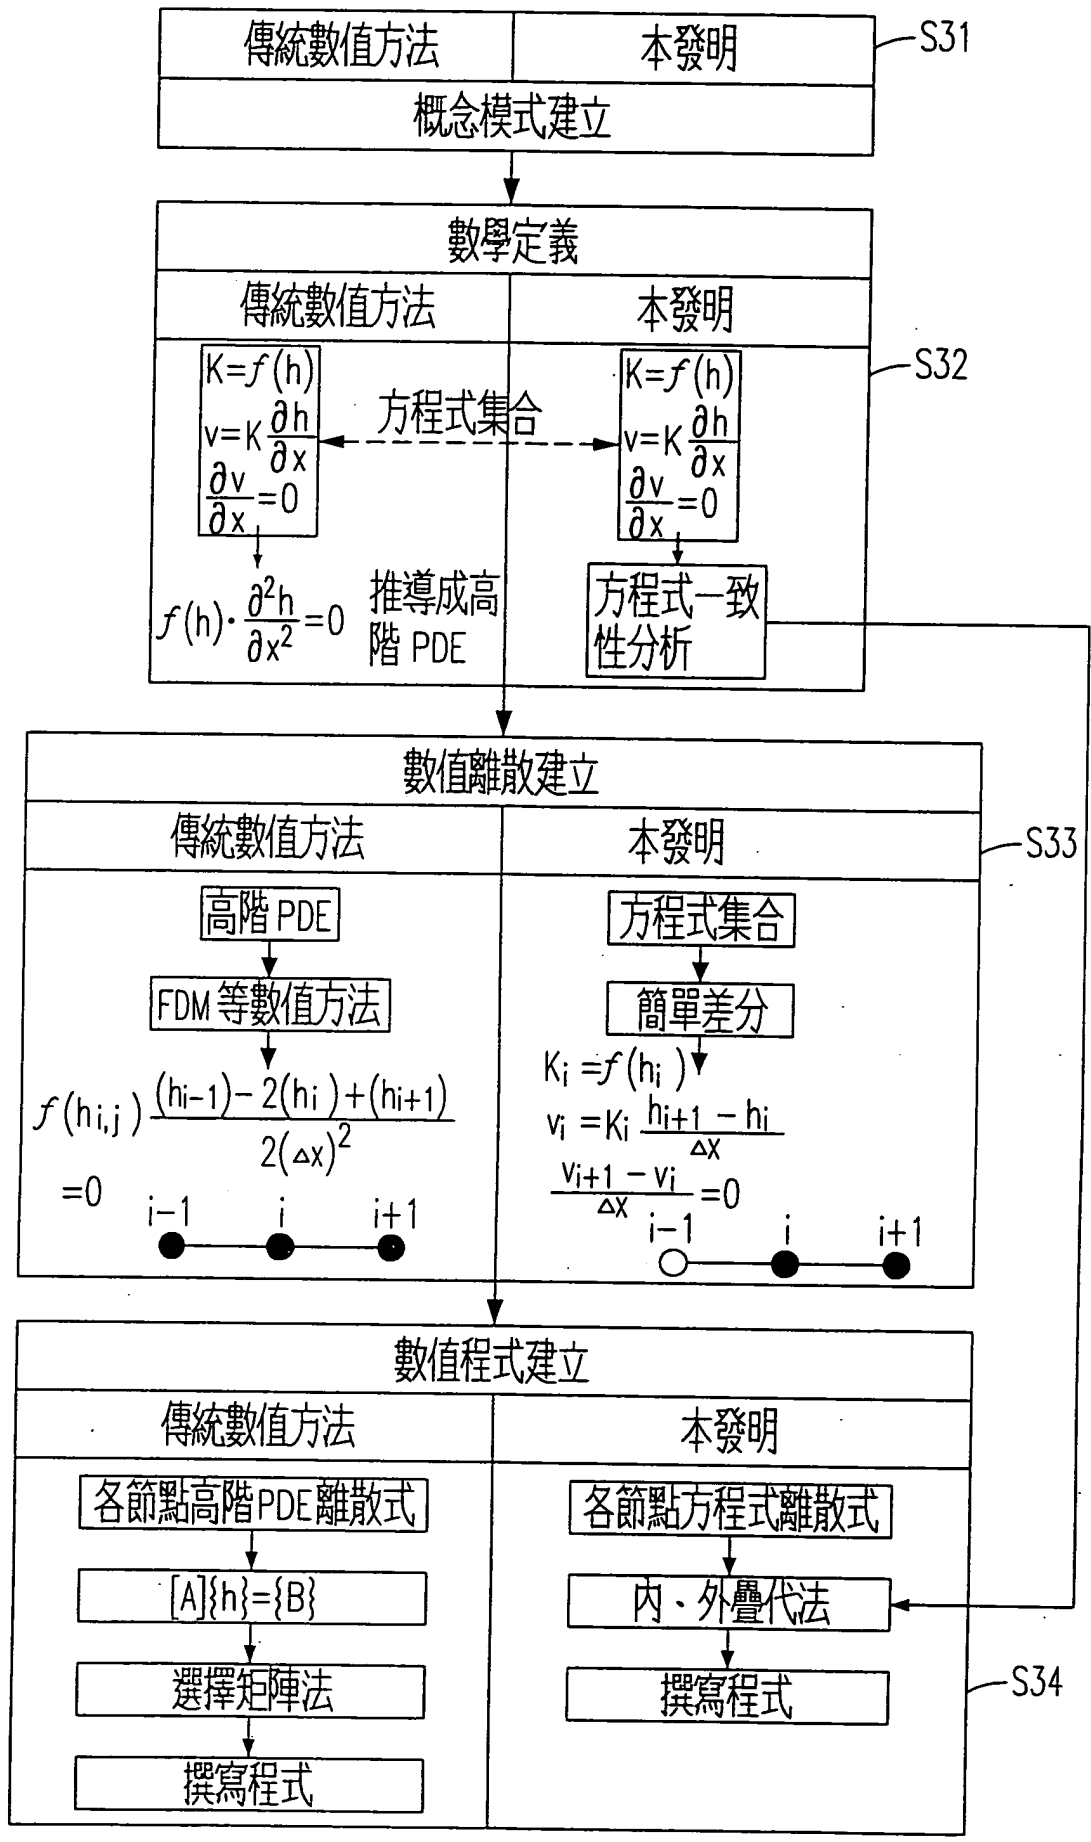 傳統數值方法
本發明
S31
概念模式建立
數學定義
傳統數值方法
本發明
S32
K=f(h)
v=K ∂h/∂x
∂v/∂x=0
方程式集合
K=f(h)
v=K ∂h/∂x
∂v/∂x=0
f(h)·∂²h/∂x²=0
推導成高
階 PDE
方程式一致
性分析
數值離散建立
傳統數值方法
本發明
S33
高階 PDE
FDM 等數值方法
f(hi,j) (hi-1)-2(hi)+(hi+1)/2(△x)²
=0
i-1 i i+1
方程式集合
簡單差分
Ki=f(hi)
vi=Ki hi+1-hi/△x
vi+1-vi/△x=0
i-1 i i+1
數值程式建立
傳統數值方法
本發明
各節點高階PDE離散式
[A]{h}={B}
選擇矩陣法
撰寫程式
各節點方程式離散式
內、外疊代法
撰寫程式
S34